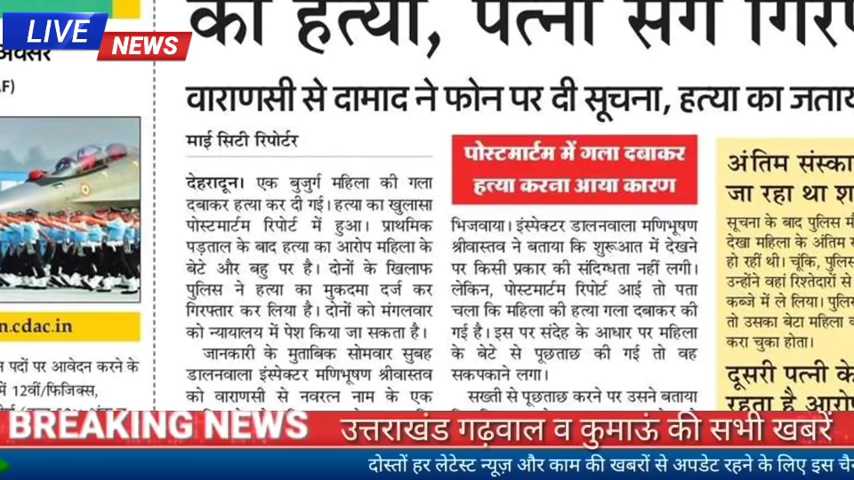 LIVE
NEWS
की हत्या, पत्नी संग
वाराणसी से दामाद ने फोन पर दी सूचना, हत्या का
माई सिटी रिपोर्टर
देहरादून। एक बुजुर्ग महिला की गला
दबाकर हत्या कर दी गई। हत्या का खुलासा
पोस्टमार्टम रिपोर्ट में हुआ। प्राथमिक
पड़ताल के बाद हत्या का आरोप महिला के
बेटे और बहु पर है। दोनों के खिलाफ
पुलिस ने हत्या का मुकदमा दर्ज कर
गिरफ्तार कर लिया है। दोनों को मंगलवार
को न्यायालय में पेश किया जा सकता है।
जानकारी के मुताबिक सोमवार सुबह
डालनवाला इंस्पेक्टर मणिभूषण श्रीवास्तव
को वाराणसी से नवरत्न नाम के एक
पोस्टमार्टम में गला दबाकर
हत्या करना आया कारण
भिजवाया। इंस्पेक्टर डालनवाला मणिभूषण
श्रीवास्तव ने बताया कि शुरूआत में देखने
पर किसी प्रकार की संदिग्धता नहीं लगी।
लेकिन, पोस्टमार्टम रिपोर्ट आई तो पता
चला कि महिला की हत्या गला दबाकर की
गई है। इस पर संदेह के आधार पर महिला
के बेटे से पूछताछ की गई तो वह
सकपकाने लगा।
सख्ती से पूछताछ करने पर उसने बताया
अंतिम
जा रहा था
सूचना के बाद पुलिस
देखा महिला के अंतिम
हो रहीं थी। चूंकि,
उन्होंने वहां रिश्तेदारों से
कब्जे में ले लिया।
तो उसका बेटा महिला
करा चुका होता।
दूसरी पत्नी के
रहता है
अवसर
n.cdac.in
पदों पर आवेदन करने के
में 12वीं/फिजिक्स,
BREAKING NEWS
उत्तराखंड गढ़वाल व कुमाऊं की सभी खबरें
दोस्तों हर लेटेस्ट न्यूज़ और काम की खबरों से अपडेट रहने के लिए इस